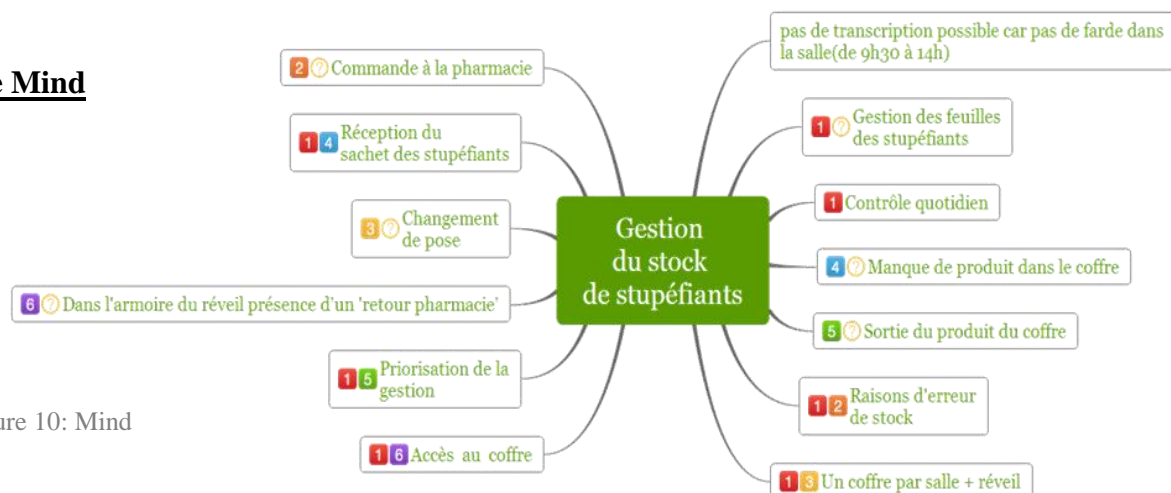 e Mind
2 ? Commande à la pharmacie
1 4 Réception du
sachet des stupéfiants
3 ? Changement
de pose
6 ? Dans l'armoire du réveil présence d'un 'retour pharmacie'
1 5 Priorisation de la
gestion
1 6 Accès au coffre
Gestion
du stock
de stupéfiants
pas de transcription possible car pas de farde dans
la salle(de 9h30 à 14h)
1 ? Gestion des feuilles
des stupéfiants
1 Contrôle quotidien
4 ? Manque de produit dans le coffre
5 ? Sortie du produit du coffre
1 2 Raisons d'erreur
de stock
1 3 Un coffre par salle + réveil
ure 10: Mind